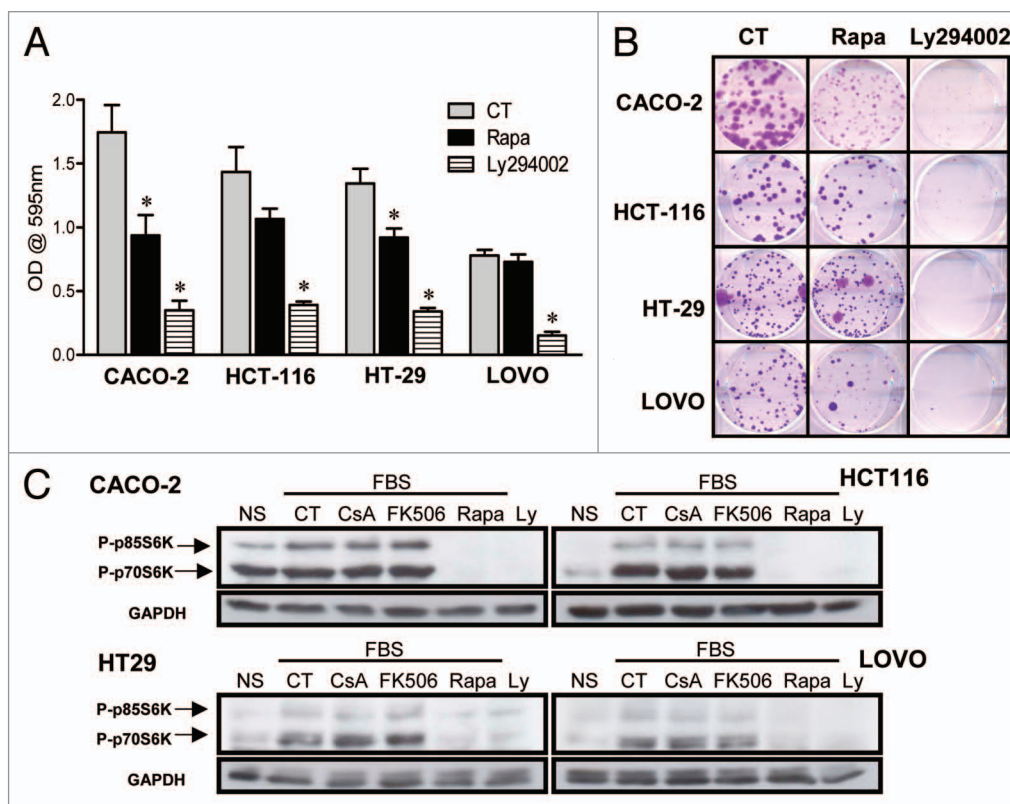 A
2.0
1.5
1.0
0.5
0.0
OD @ 595nm
CT
Rapa
Ly294002
* * * * * *
CACO-2 HCT-116 HT-29 LOVO
B
CT Rapa Ly294002
CACO-2
HCT-116
HT-29
LOVO
C
CACO-2
FBS
NS CT CsA FK506 Rapa Ly
P-p85S6K
P-p70S6K
GAPDH
HCT116
FBS
NS CT CsA FK506 Rapa Ly
HT29
FBS
NS CT CsA FK506 Rapa Ly
P-p85S6K
P-p70S6K
GAPDH
LOVO
FBS
NS CT CsA FK506 Rapa Ly